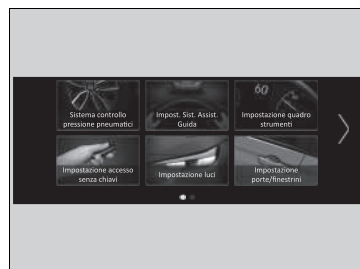 60
Sistema controllo
pressione pneumatici
Impost. Sist. Assist.
Guida
Impostazione quadro
strumenti
Impostazione accesso
senza chiavi
Impostazione luci
Impostazione
porte/finestrini